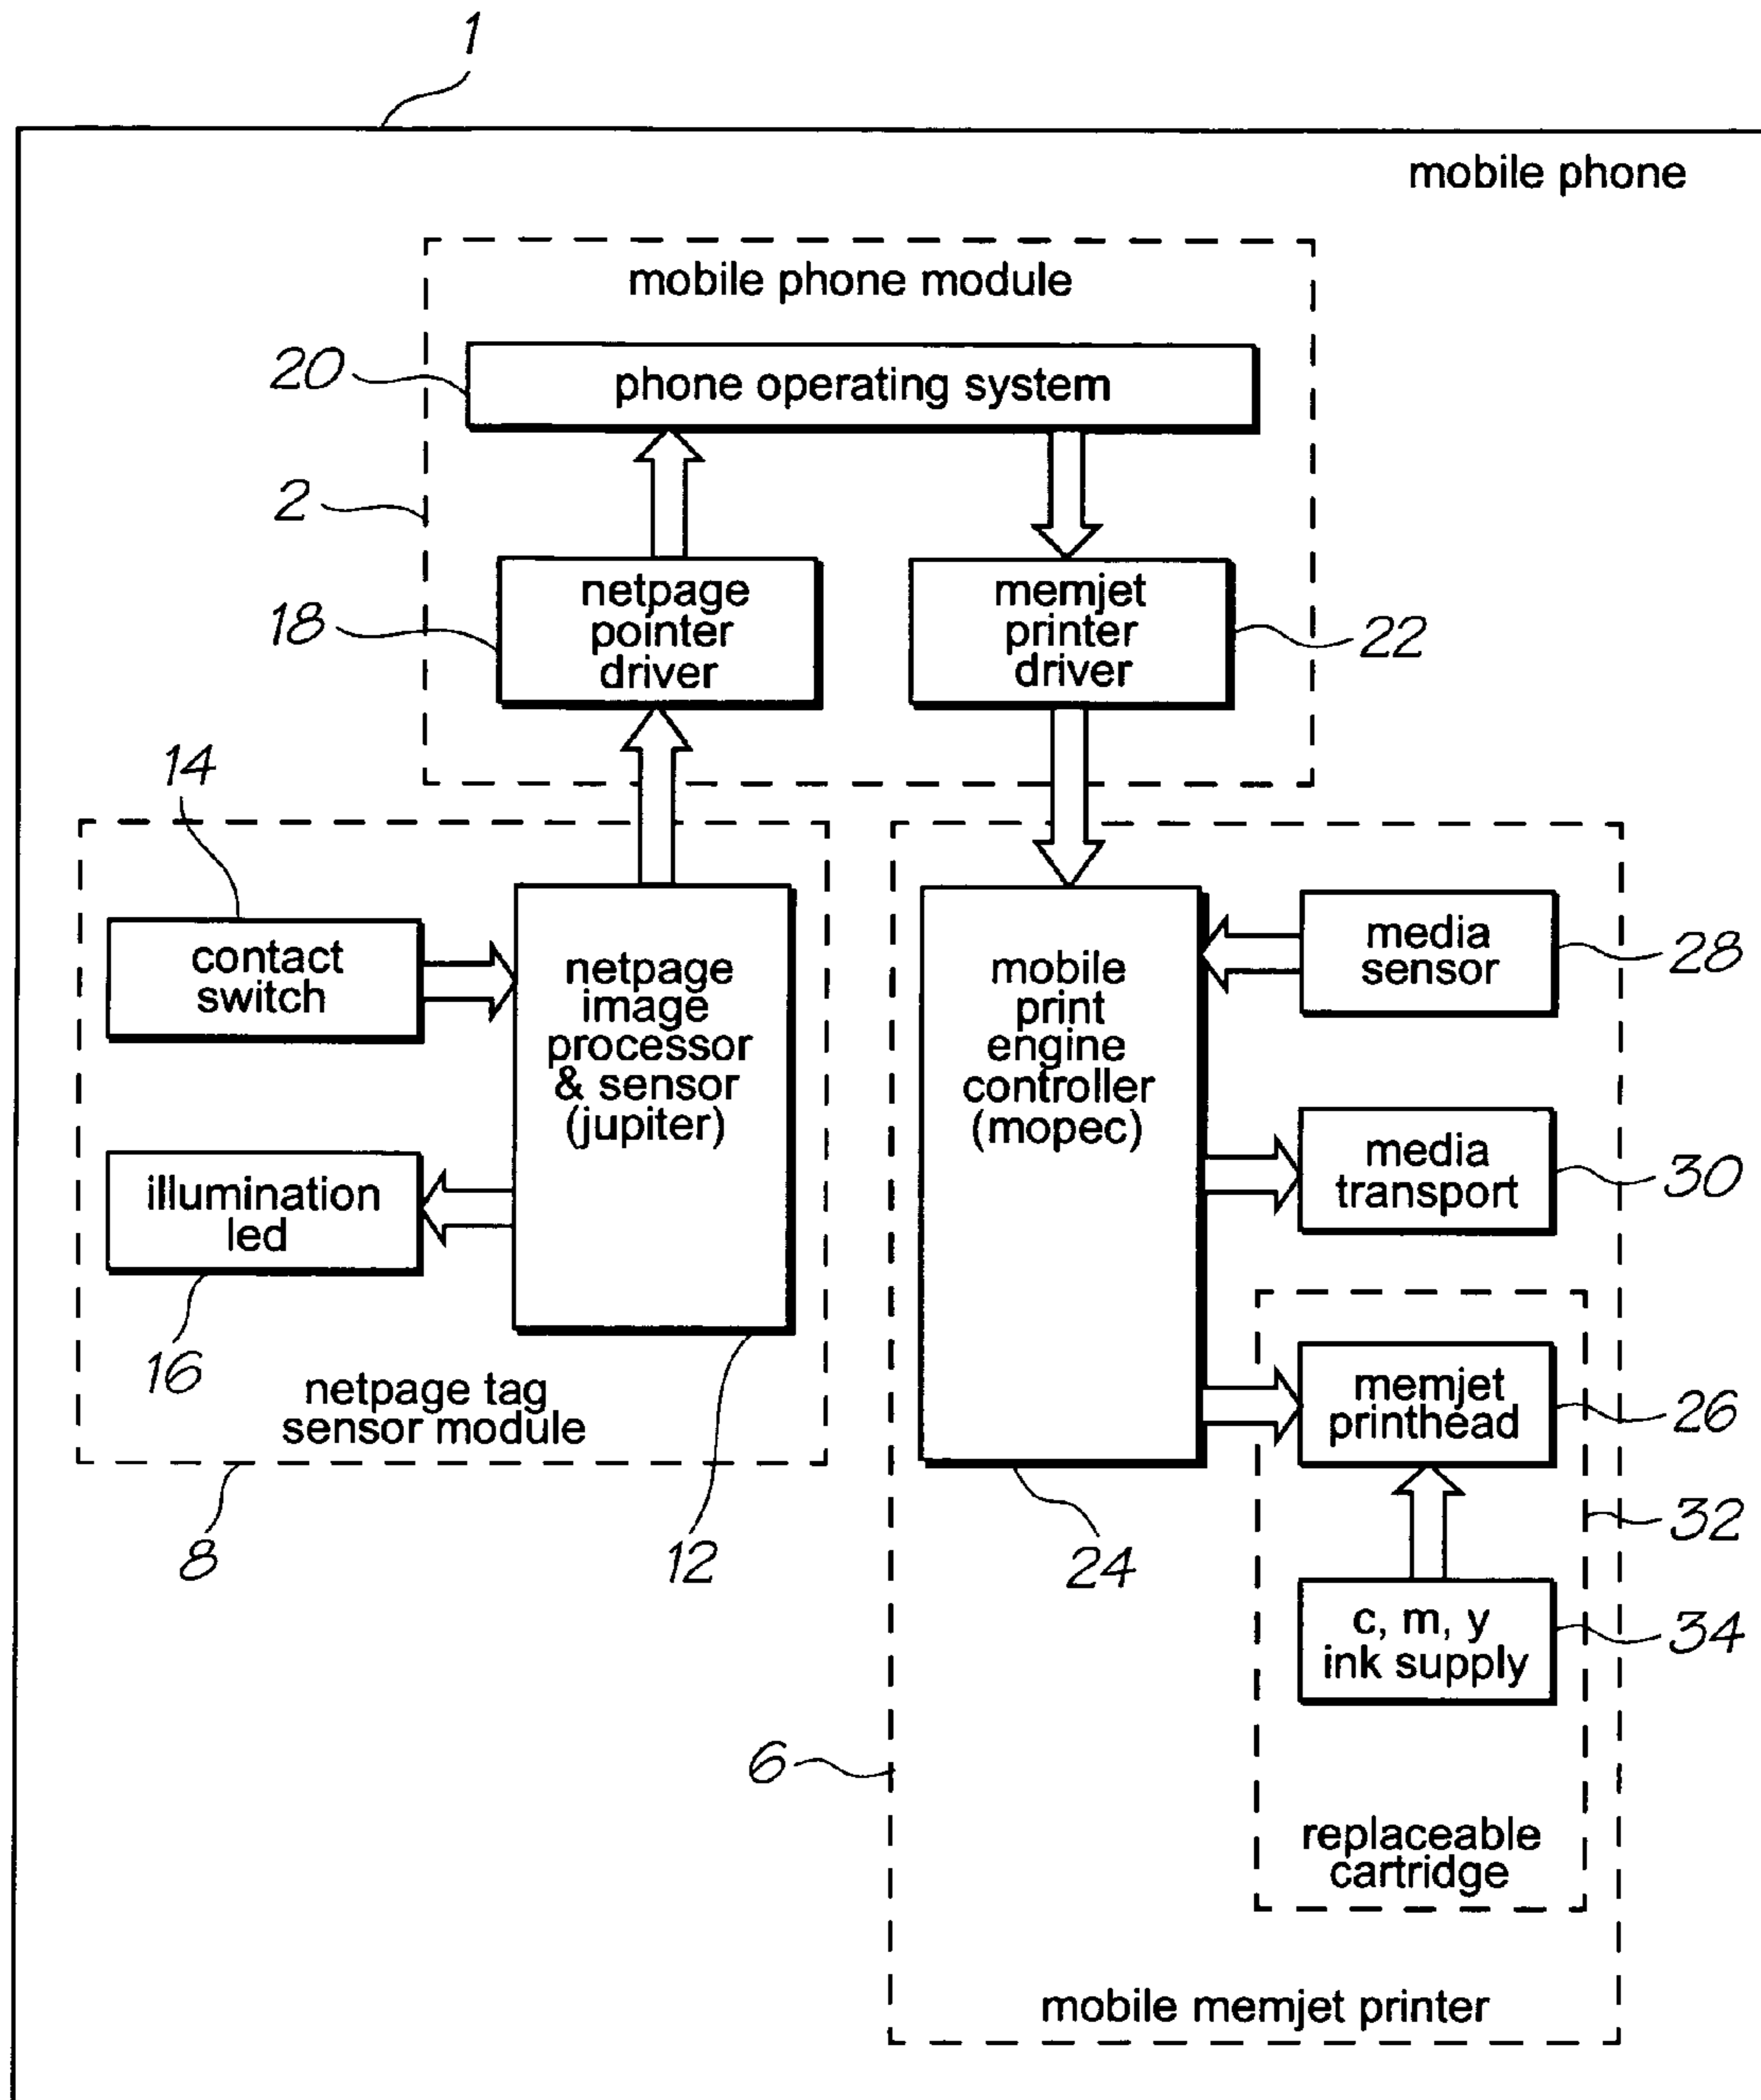 1
mobile phone
mobile phone module
20
phone operating system
2
18
netpage
pointer
driver
memjet
printer
driver
22
14
contact
switch
netpage
image
processor
& sensor
(jupiter)
illumination
led
16
netpage tag
sensor module
8
12
mobile
print
engine
controller
(mopec)
24
media
sensor
28
media
transport
30
memjet
printhead
26
32
c, m, y
ink supply
34
6
replaceable
cartridge
mobile memjet printer